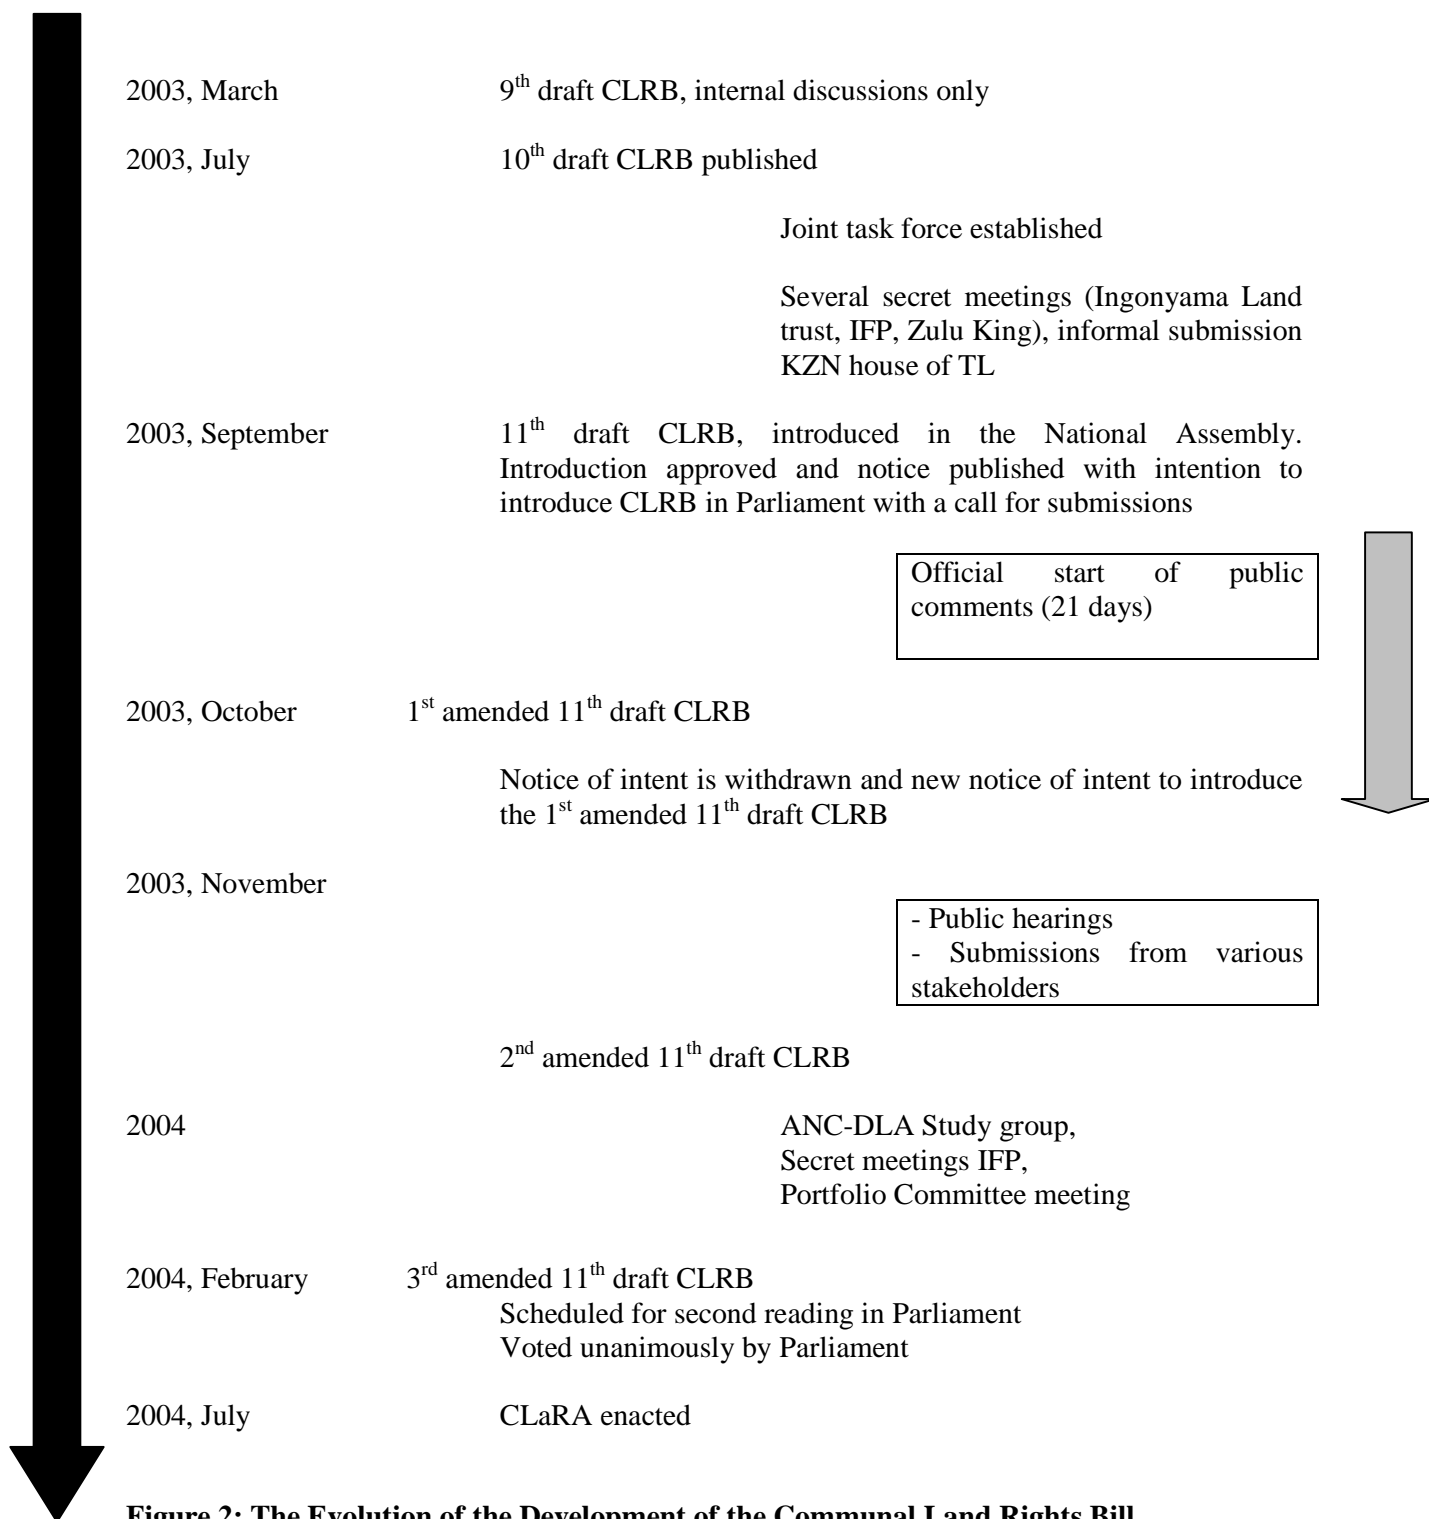 2003, March 9th draft CLRB, internal discussions only
2003, July 10th draft CLRB published
Joint task force established
Several secret meetings (Ingonyama Land
trust, IFP, Zulu King), informal submission
KZN house of TL
2003, September 11th draft CLRB, introduced in the National Assembly.
Introduction approved and notice published with intention to
introduce CLRB in Parliament with a call for submissions
Official start of public
comments (21 days)
2003, October 1st amended 11th draft CLRB
Notice of intent is withdrawn and new notice of intent to introduce
the 1st amended 11th draft CLRB
2003, November
- Public hearings
- Submissions from various
stakeholders
2nd amended 11th draft CLRB
2004 ANC-DLA Study group,
Secret meetings IFP,
Portfolio Committee meeting
2004, February 3rd amended 11th draft CLRB
Scheduled for second reading in Parliament
Voted unanimously by Parliament
2004, July CLaRA enacted
Figure 2: The Evolution of the Development of the Communal Land Rights Bill